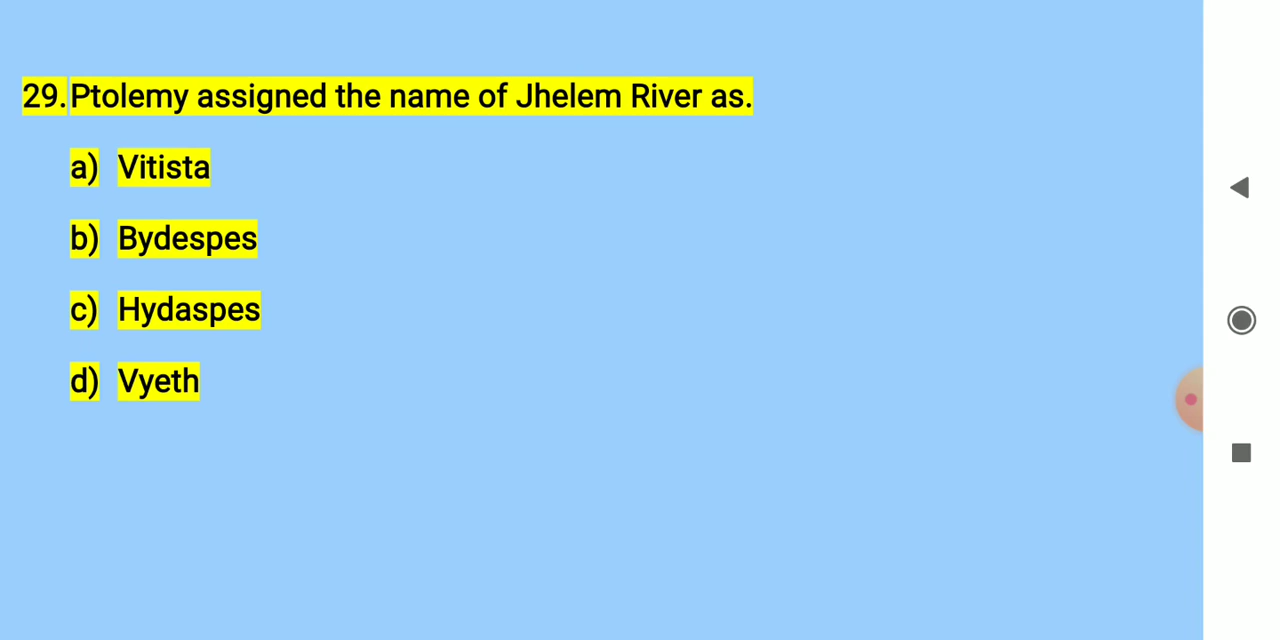 29. Ptolemy assigned the name of Jhelem River as.
a) Vitista
b) Bydespes
c) Hydaspes
d) Vyeth